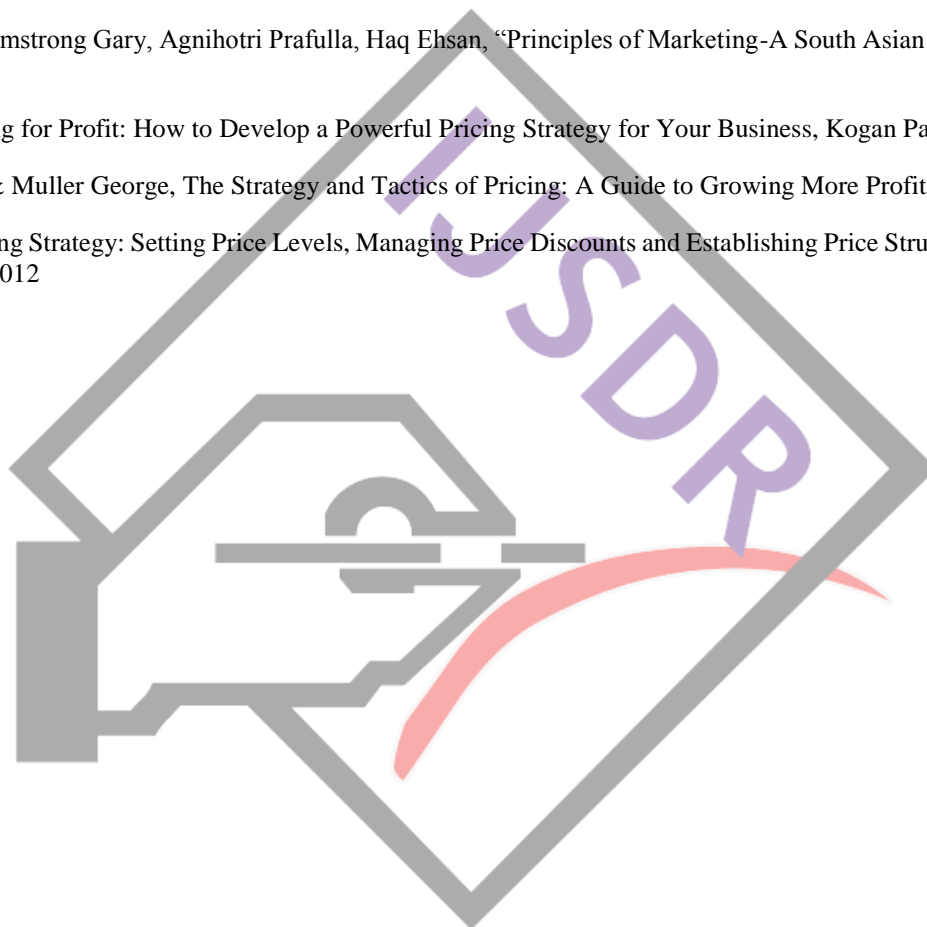 mstrong Gary, Agnihotri Prafulla, Haq Ehsan, “Principles of Marketing-A South Asian
g for Profit: How to Develop a Powerful Pricing Strategy for Your Business, Kogan Pa
Muller George, The Strategy and Tactics of Pricing: A Guide to Growing More Profit
ng Strategy: Setting Price Levels, Managing Price Discounts and Establishing Price Stru
012
IJSDR